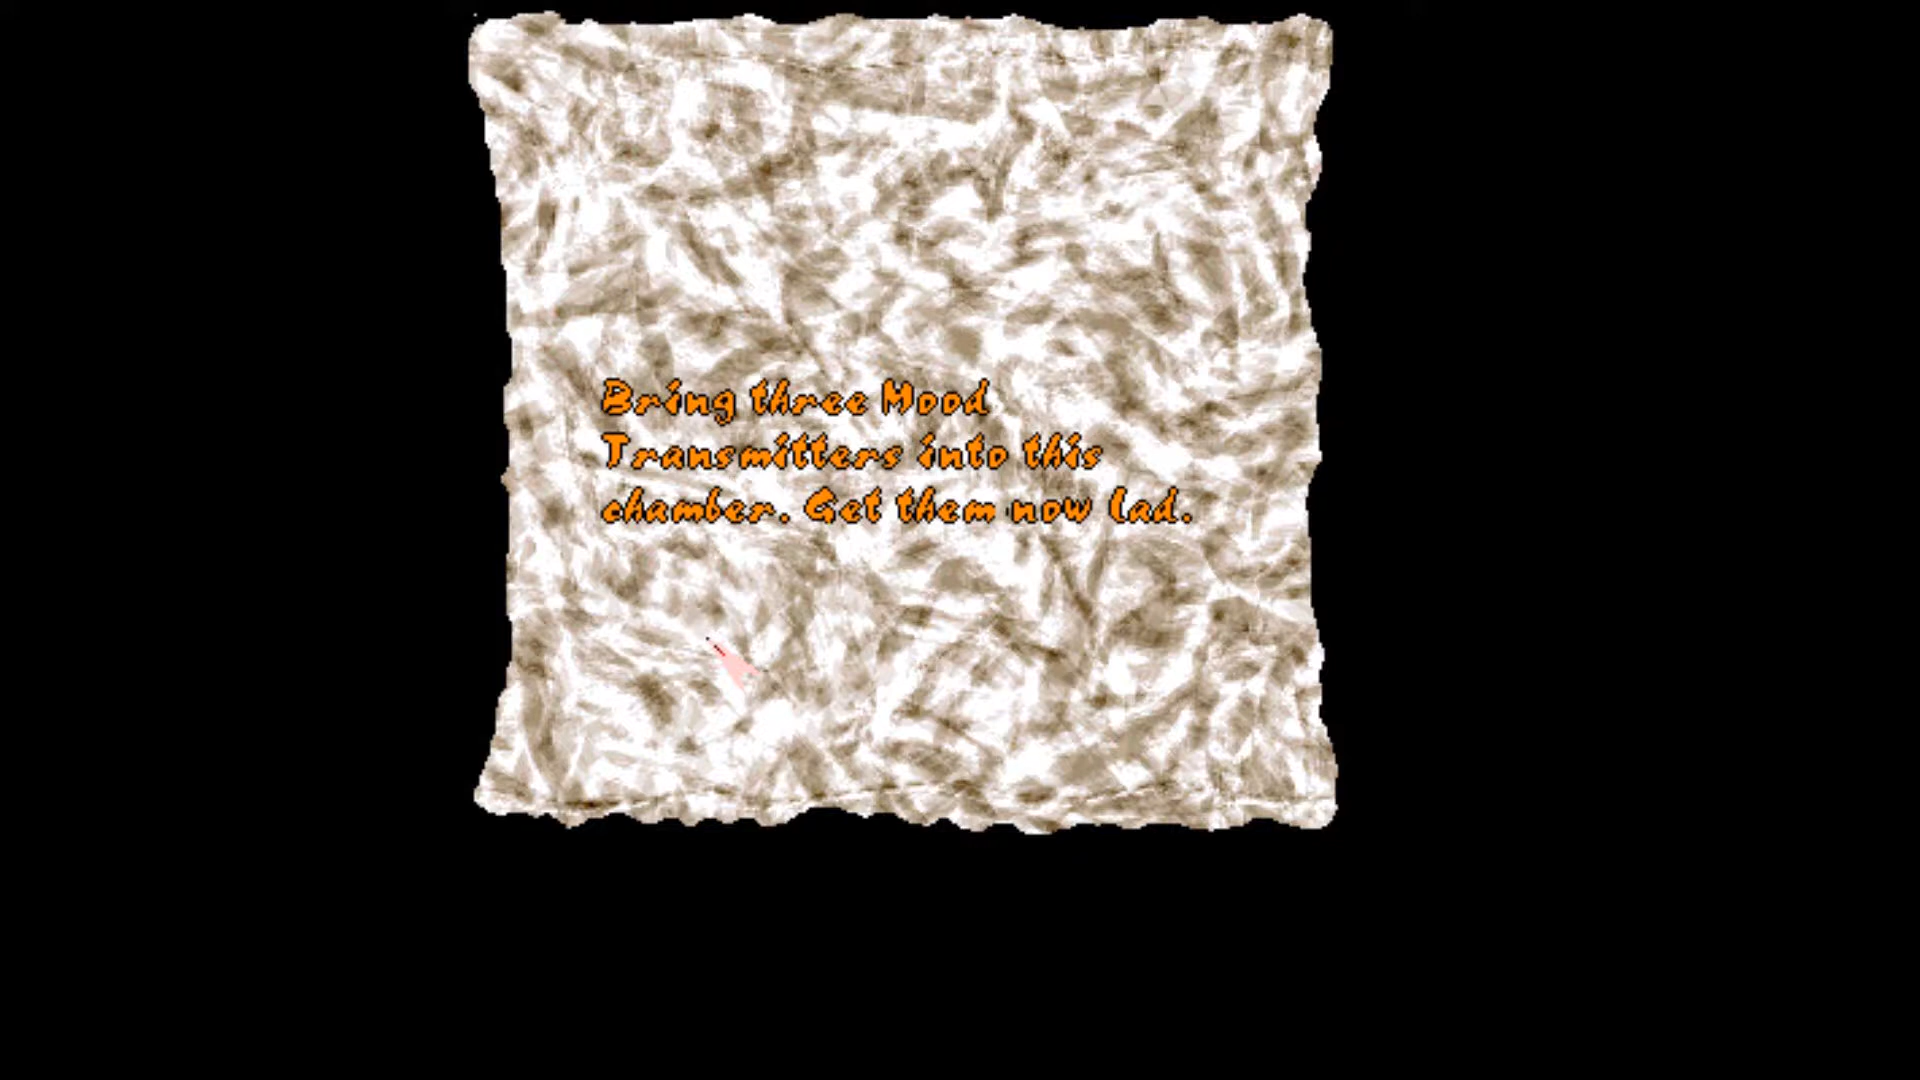 Bring three Mood
Transmitters into this
chamber. Get them now lad.